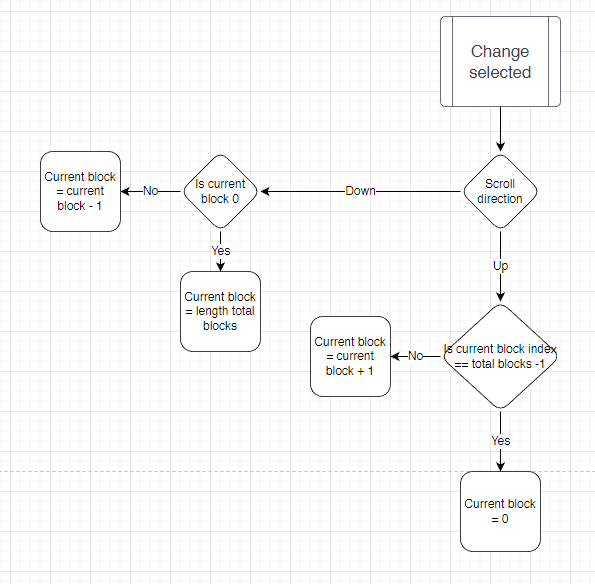 Change
selected
Current block
= current
block - 1
No
Is current
block 0
Down
Scroll
direction
Yes
Up
Current block
= length total
blocks
Current block
= current
block + 1
No
Is current block index
== total blocks -1
Yes
Current block
= 0